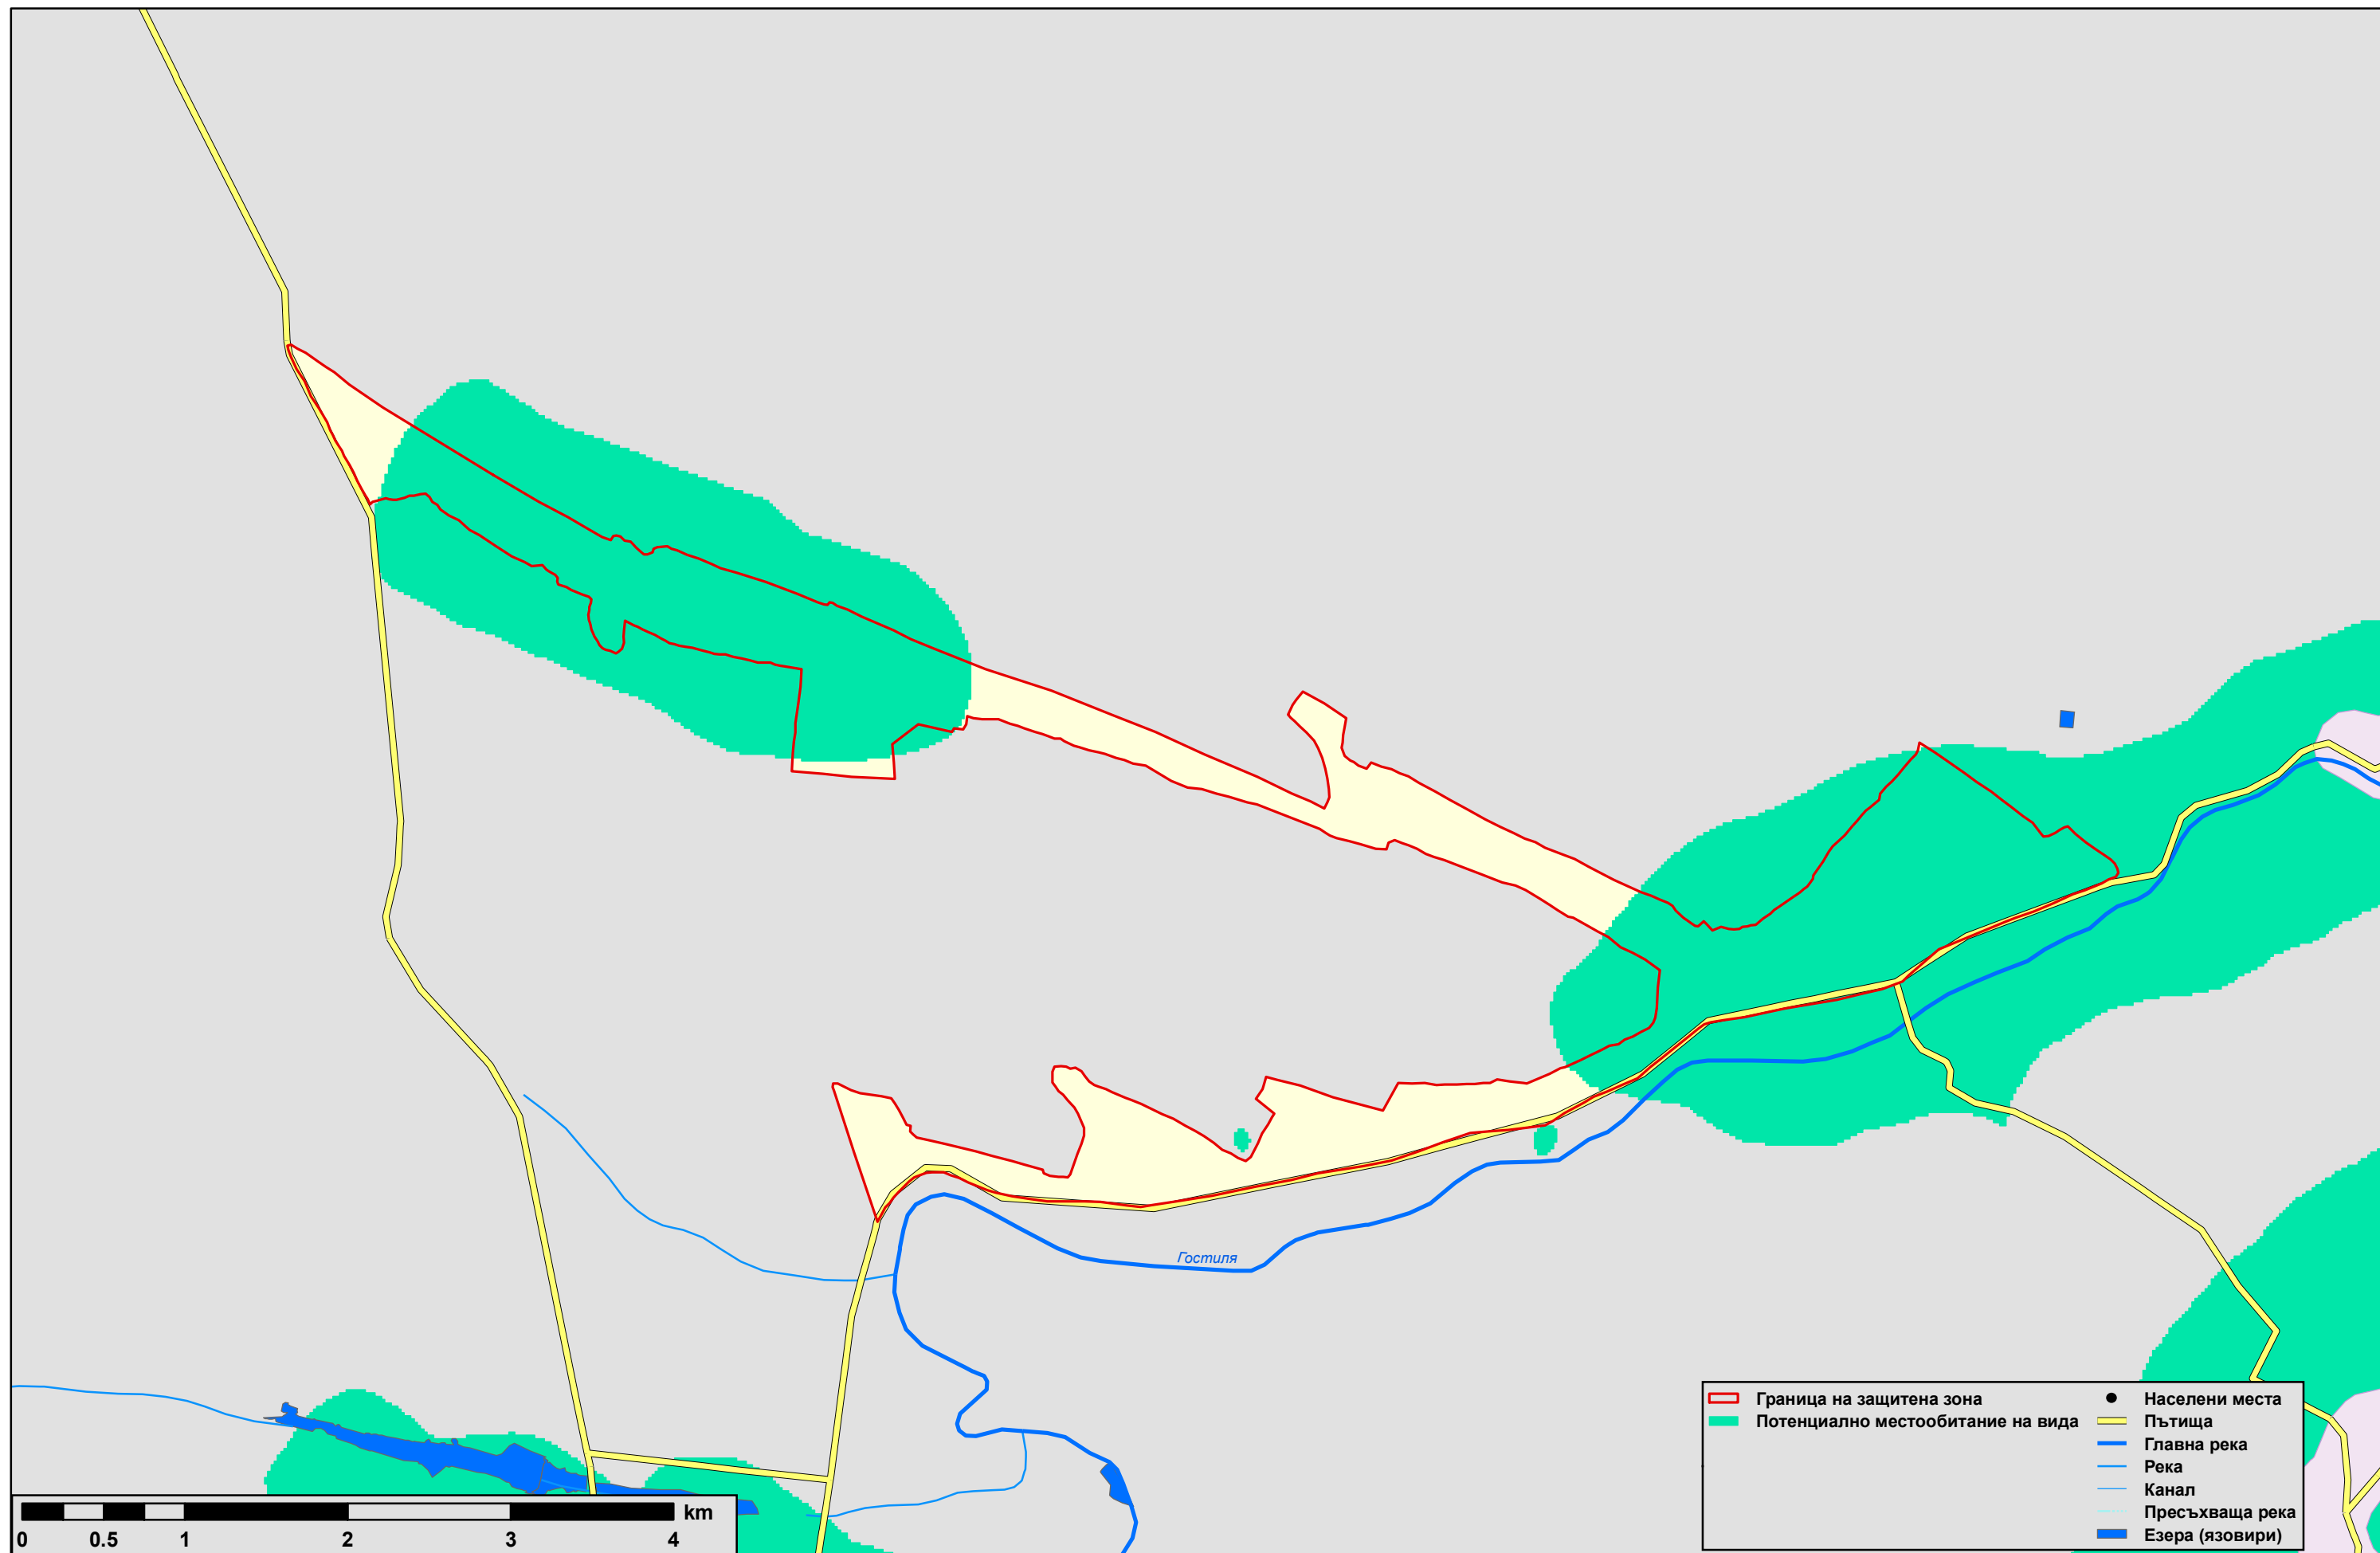 Гостиля
Граница на защитена зона
Потенциално местообитание на вида
Населени места
Пътища
Главна река
Река
Канал
Пресъхваща река
Езера (язовири)
km
0 0.5 1 2 3 4